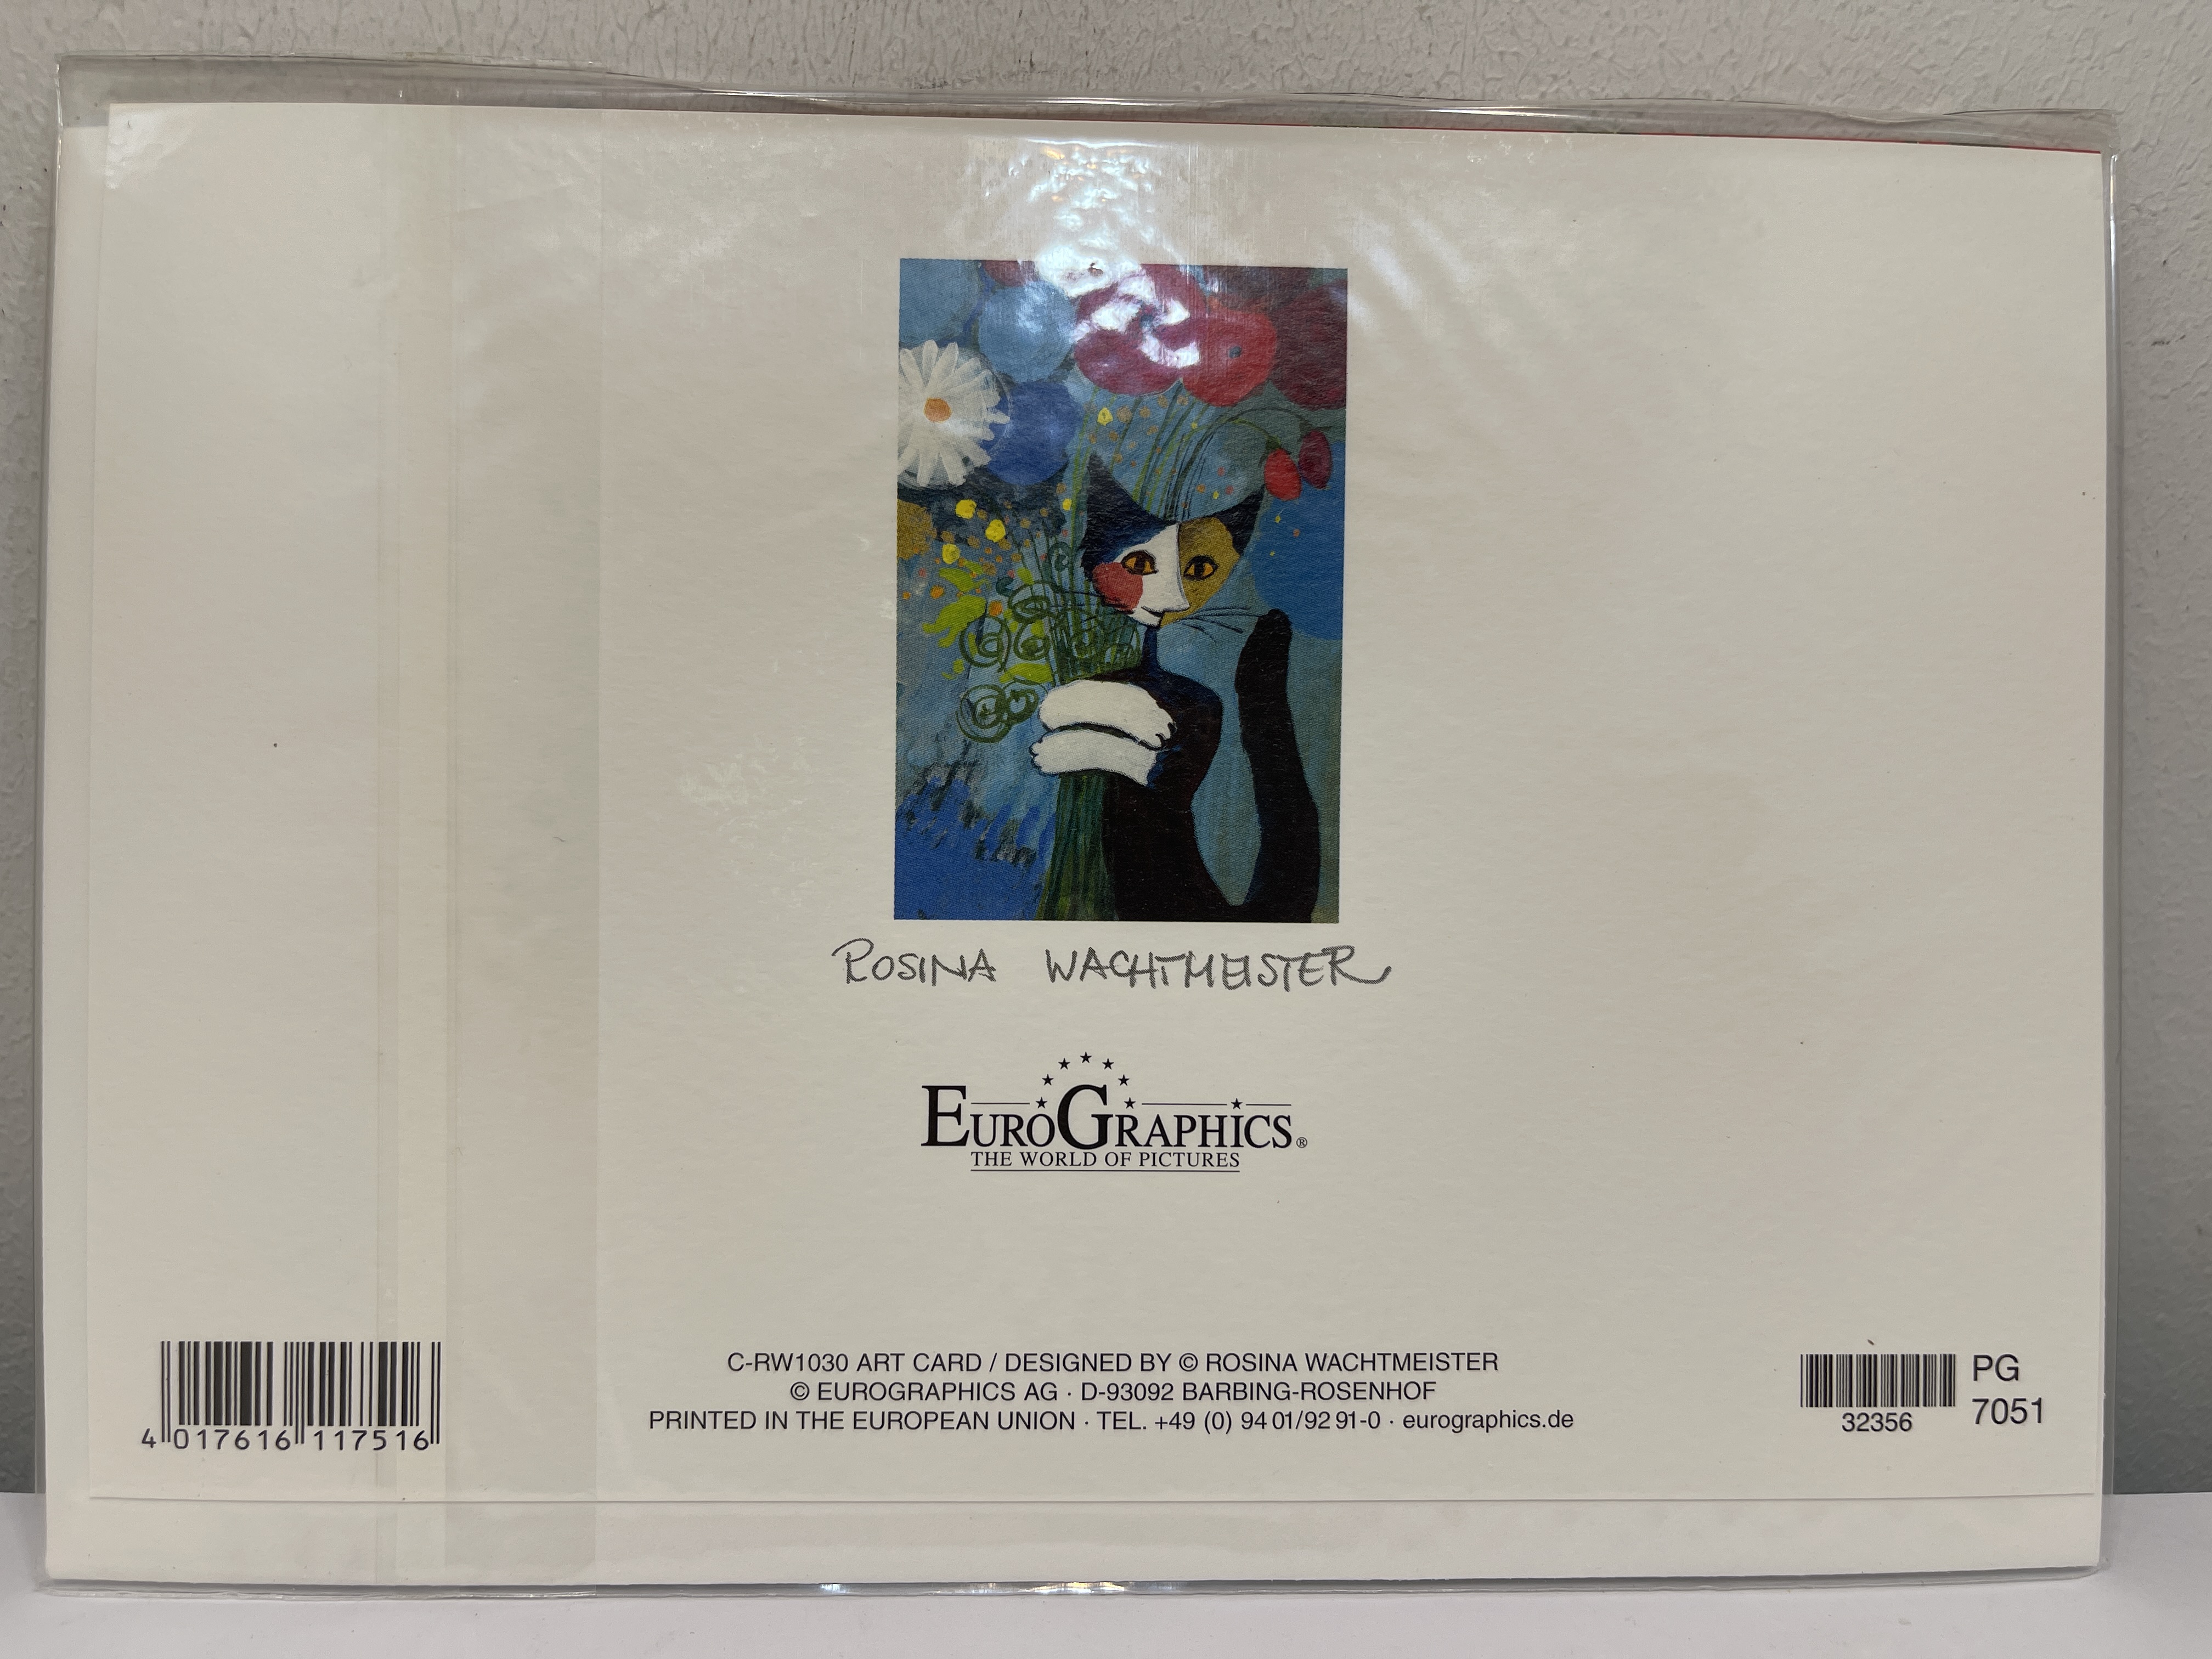 ROSINA WACHTMEISTER
EUROGRAPHICS®
THE WORLD OF PICTURES
C-RW1030 ART CARD / DESIGNED BY © ROSINA WACHTMEISTER
© EUROGRAPHICS AG · D-93092 BARBING-ROSENHOF
PRINTED IN THE EUROPEAN UNION · TEL. +49 (0) 94 01/92 91-0 · eurographics.de
4 017616 117516
32356
PG
7051